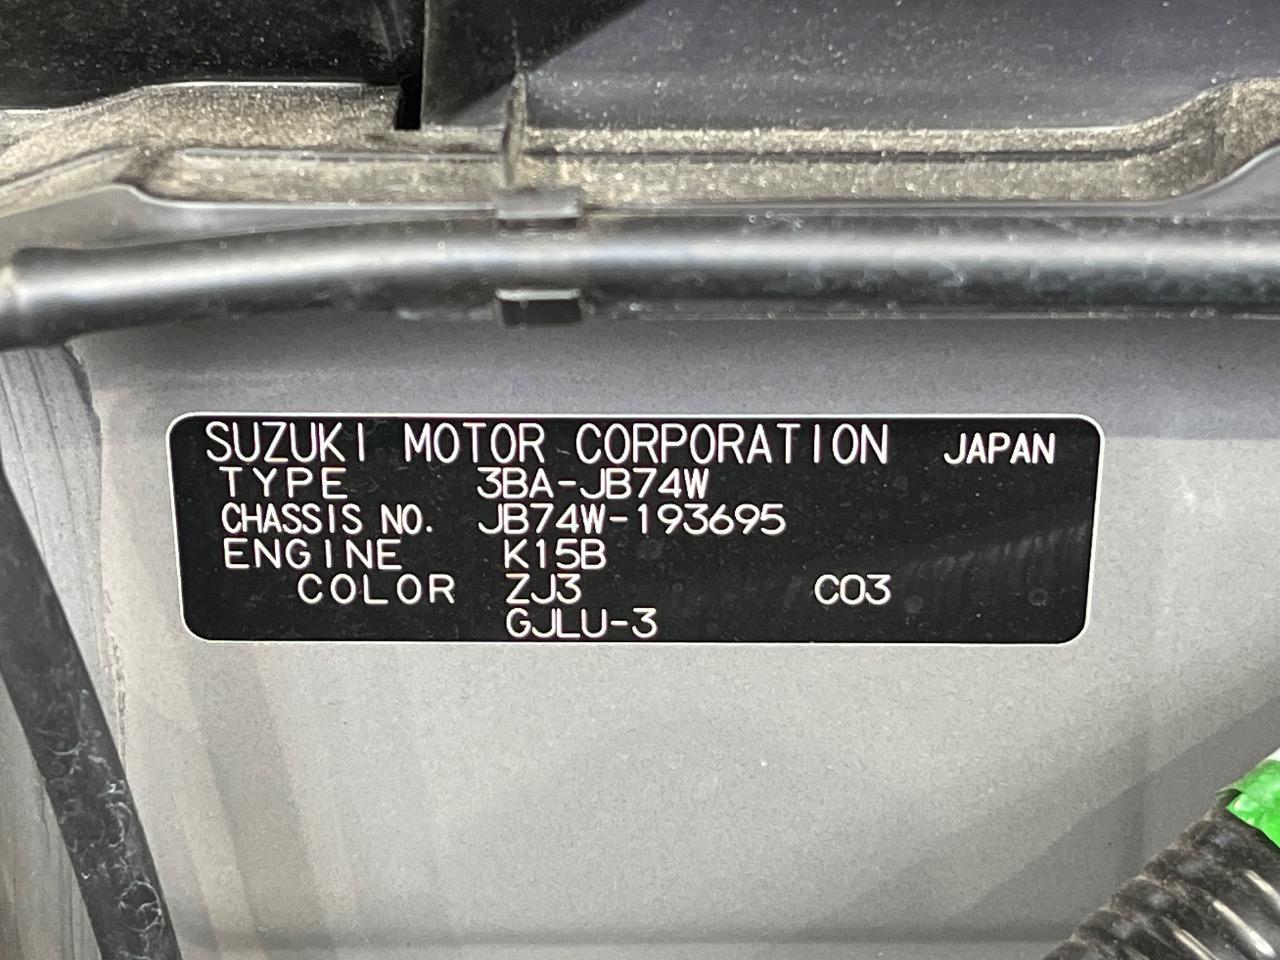 SUZUKI MOTOR CORPORATION JAPAN
TYPE 3BA-JB74W
CHASSIS NO. JB74W-193695
ENGINE K15B
COLOR ZJ3 C03
GJLU-3